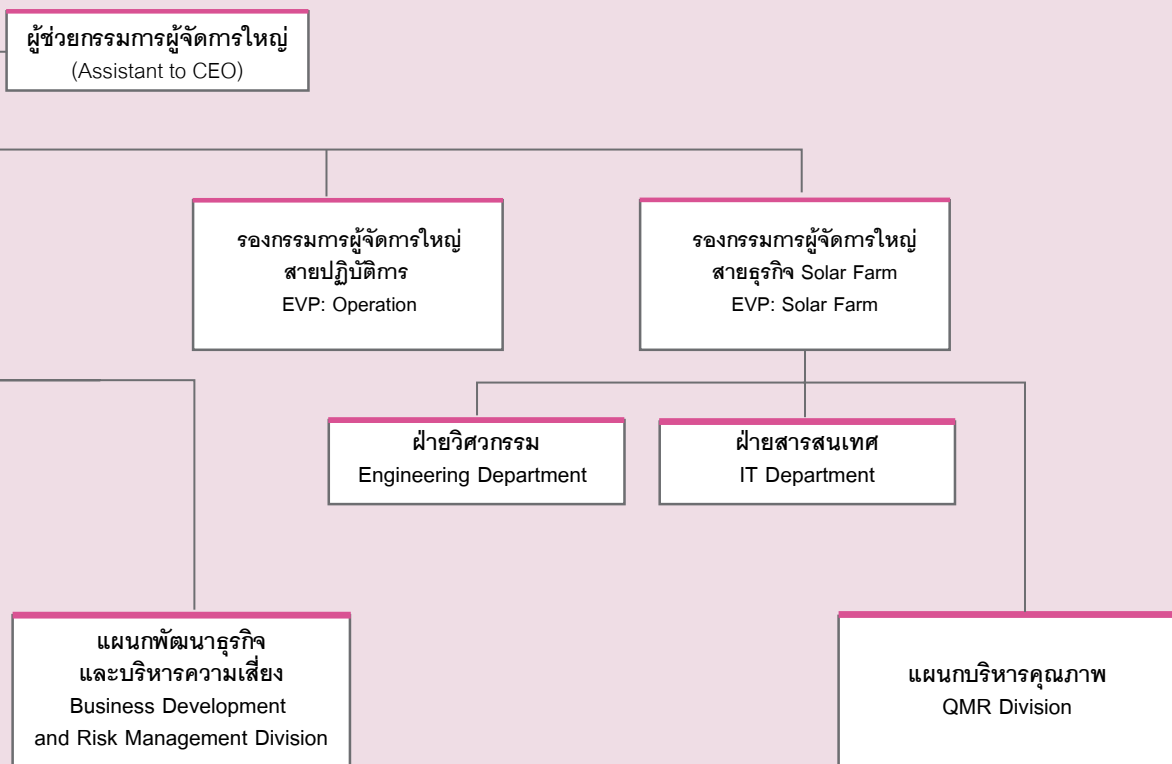 ผู้ช่วยกรรมการผู้จัดการใหญ่
(Assistant to CEO)
รองกรรมการผู้จัดการใหญ่
สายปฏิบัติการ
EVP: Operation
รองกรรมการผู้จัดการใหญ่
สายธุรกิจ Solar Farm
EVP: Solar Farm
ฝ่ายวิศวกรรม
Engineering Department
ฝ่ายสารสนเทศ
IT Department
แผนกพัฒนาธุรกิจ
และบริหารความเสี่ยง
Business Development
and Risk Management Division
แผนกบริหารคุณภาพ
QMR Division